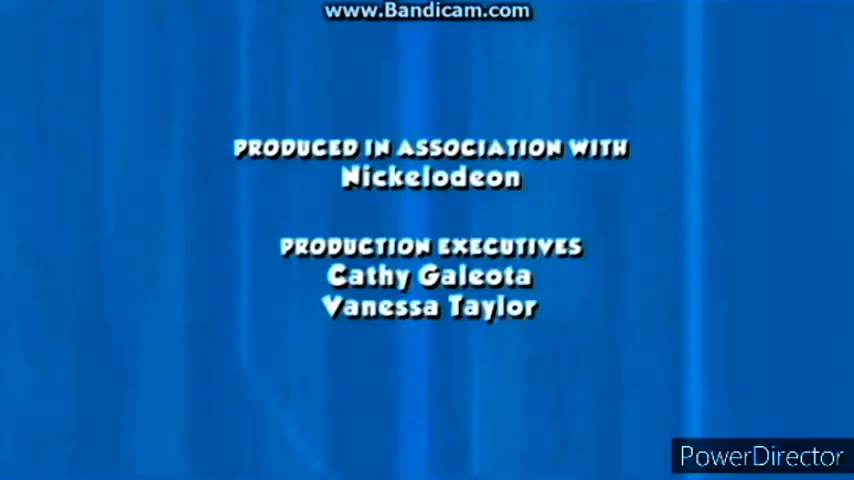 www.Bandicam.com
PRODUCED IN ASSOCIATION WITH
Nickelodeon
PRODUCTION EXECUTIVES
Cathy Galeota
Vanessa Taylor
PowerDirector